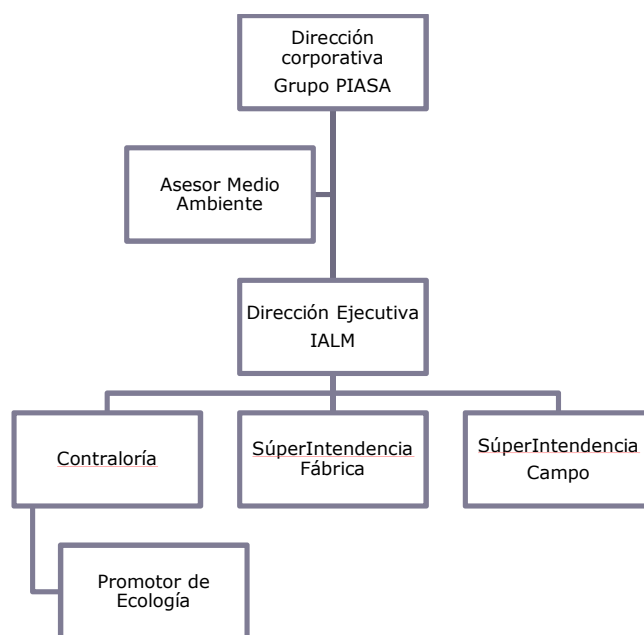 Dirección
corporativa
Grupo PIASA
Asesor Medio
Ambiente
Dirección Ejecutiva
IALM
Contraloría
SúperIntendencia
Fábrica
SúperIntendencia
Campo
Promotor de
Ecología